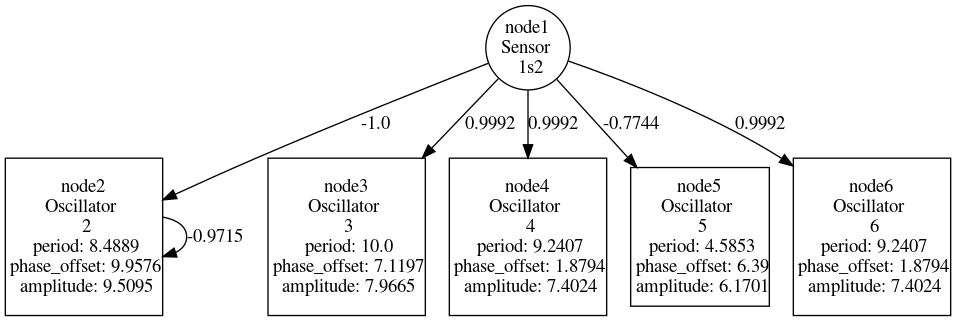 node1
Sensor
1s2
-1.0
0.9992
0.9992
-0.7744
0.9992
node2
Oscillator
2
period: 8.4889
phase_offset: 9.9576
amplitude: 9.5095
-0.9715
node3
Oscillator
3
period: 10.0
phase_offset: 7.1197
amplitude: 7.9665
node4
Oscillator
4
period: 9.2407
phase_offset: 1.8794
amplitude: 7.4024
node5
Oscillator
5
period: 4.5853
phase_offset: 6.39
amplitude: 6.1701
node6
Oscillator
6
period: 9.2407
phase_offset: 1.8794
amplitude: 7.4024